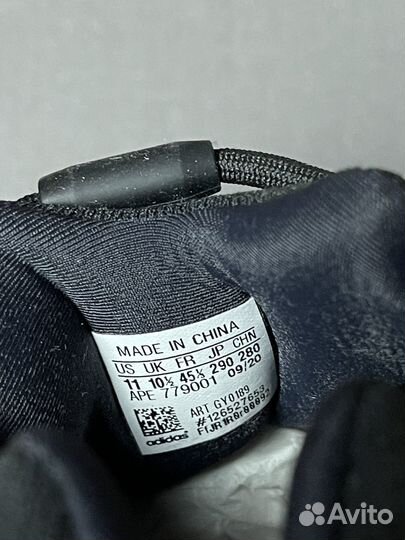 MADE IN CHINA
US UK FR JP CHN
11 10½ 45⅓ 290 280
APE 779001 09/20
ART GY0189
#126527653
adidas
Avito